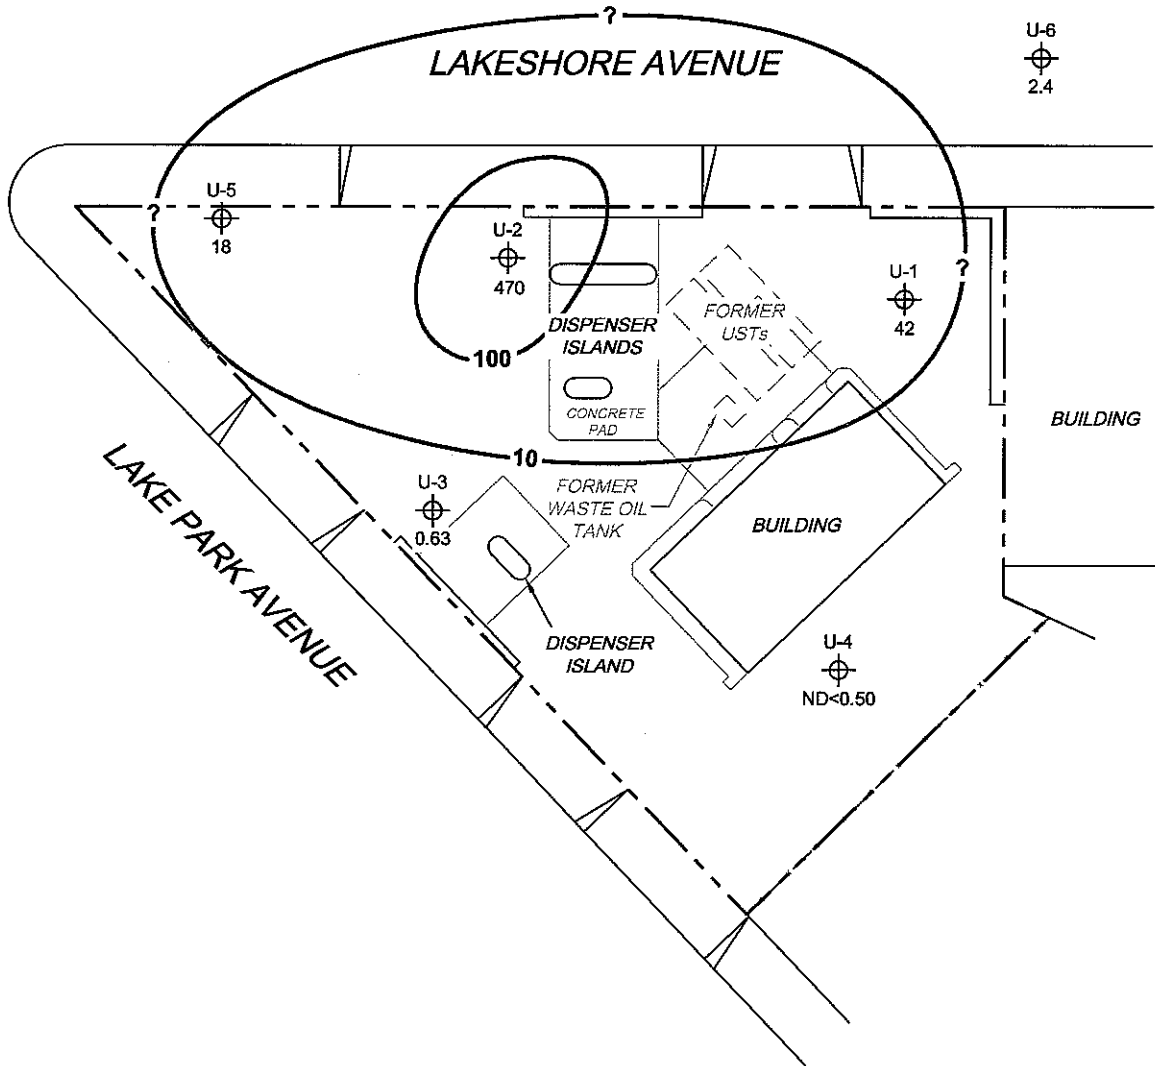 ?
LAKESHORE AVENUE
U-6
2.4
U-5
?
18
U-2
470
U-1
?
42
FORMER
USTs
DISPENSER
ISLANDS
100
CONCRETE
PAD
BUILDING
10
U-3
0.63
FORMER
WASTE OIL
TANK
BUILDING
LAKE PARK AVENUE
DISPENSER
ISLAND
U-4
ND<0.50